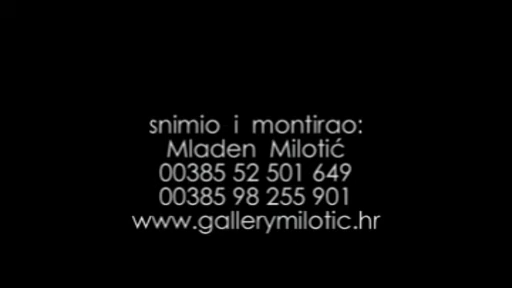 snimio i montirao:
Mladen Milotić
00385 52 501 649
00385 98 255 901
www.gallerymilotic.hr